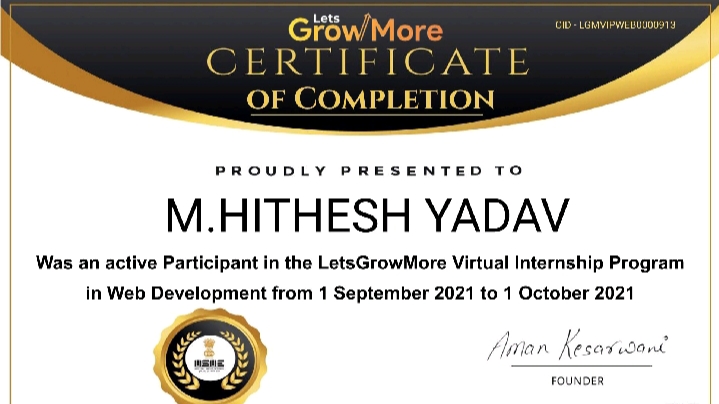 Lets
GrowMore
CID - LGMVIPWEB0000913
CERTIFICATE
OF COMPLETION
PROUDLY PRESENTED TO
M.HITHESH YADAV
Was an active Participant in the LetsGrowMore Virtual Internship Program
in Web Development from 1 September 2021 to 1 October 2021
Aman Kesarwani
FOUNDER